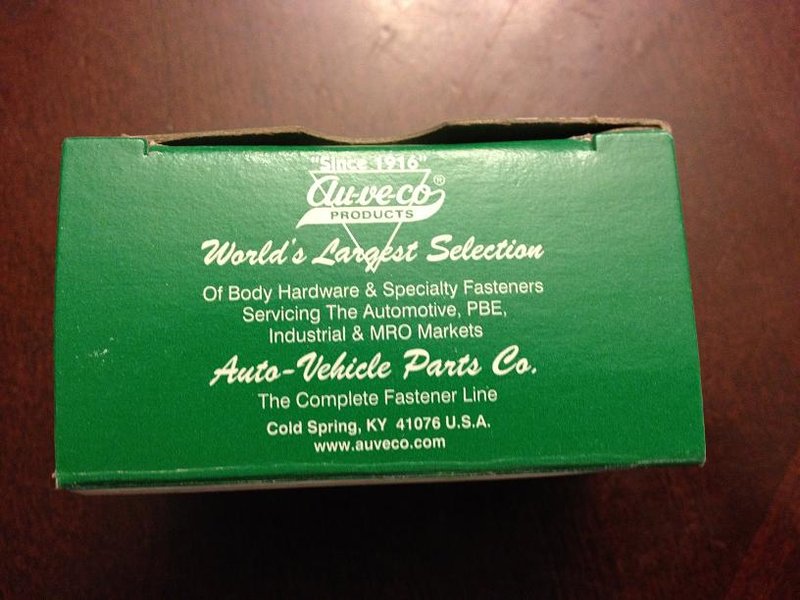 "Since 1916"
Au-ve-co®
PRODUCTS
World's Largest Selection
Of Body Hardware & Specialty Fasteners
Servicing The Automotive, PBE,
Industrial & MRO Markets
Auto-Vehicle Parts Co.
The Complete Fastener Line
Cold Spring, KY 41076 U.S.A.
www.auveco.com